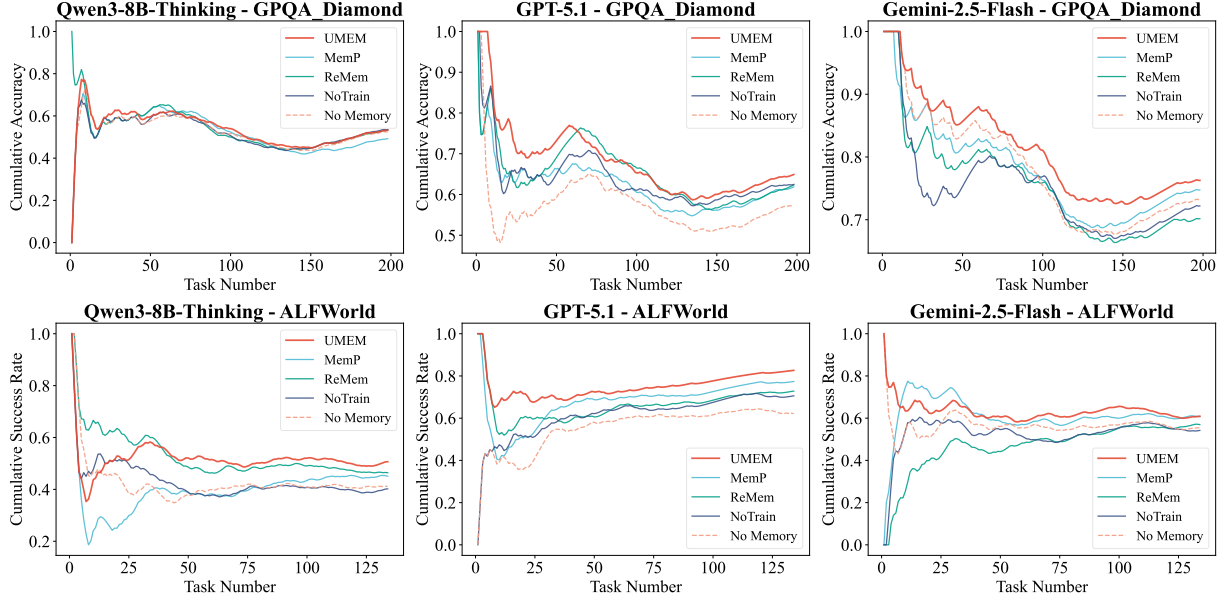 Qwen3-8B-Thinking - GPQA_Diamond
Cumulative Accuracy
1.0
0.8
0.6
0.4
0.2
0.0
UMEM
MemP
ReMem
NoTrain
No Memory
0
50
100
150
200
Task Number
GPT-5.1 - GPQA_Diamond
Cumulative Accuracy
1.0
0.9
0.8
0.7
0.6
0.5
UMEM
MemP
ReMem
NoTrain
No Memory
0
50
100
150
200
Task Number
Gemini-2.5-Flash - GPQA_Diamond
Cumulative Accuracy
1.0
0.9
0.8
0.7
UMEM
MemP
ReMem
NoTrain
No Memory
0
50
100
150
200
Task Number
Qwen3-8B-Thinking - ALFWorld
Cumulative Success Rate
1.0
0.8
0.6
0.4
0.2
UMEM
MemP
ReMem
NoTrain
No Memory
0
25
50
75
100
125
Task Number
GPT-5.1 - ALFWorld
Cumulative Success Rate
1.0
0.8
0.6
0.4
0.2
0.0
UMEM
MemP
ReMem
NoTrain
No Memory
0
25
50
75
100
125
Task Number
Gemini-2.5-Flash - ALFWorld
Cumulative Success Rate
1.0
0.8
0.6
0.4
0.2
0.0
UMEM
MemP
ReMem
NoTrain
No Memory
0
25
50
75
100
125
Task Number